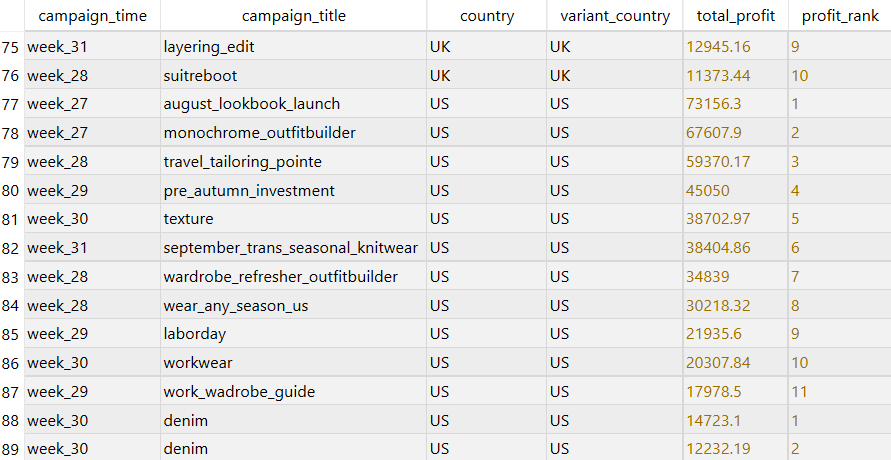 campaign_time campaign_title country variant_country total_profit profit_rank
75 week_31 layering_edit UK UK 12945.16 9
76 week_28 suitreboot UK UK 11373.44 10
77 week_27 august_lookbook_launch US US 73156.3 1
78 week_27 monochrome_outfitbuilder US US 67607.9 2
79 week_28 travel_tailoring_pointe US US 59370.17 3
80 week_29 pre_autumn_investment US US 45050 4
81 week_30 texture US US 38702.97 5
82 week_31 september_trans_seasonal_knitwear US US 38404.86 6
83 week_28 wardrobe_refresher_outfitbuilder US US 34839 7
84 week_28 wear_any_season_us US US 30218.32 8
85 week_29 laborday US US 21935.6 9
86 week_30 workwear US US 20307.84 10
87 week_29 work_wadrobe_guide US US 17978.5 11
88 week_30 denim US US 14723.1 1
89 week_30 denim US US 12232.19 2